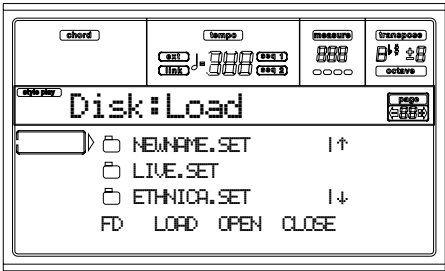 chord tempo measure transpose
ext seq 1
link seq 2
octave
style play Disk:Load page
NEWNAME.SET
LIVE.SET
ETHNICA.SET
FD LOAD OPEN CLOSE